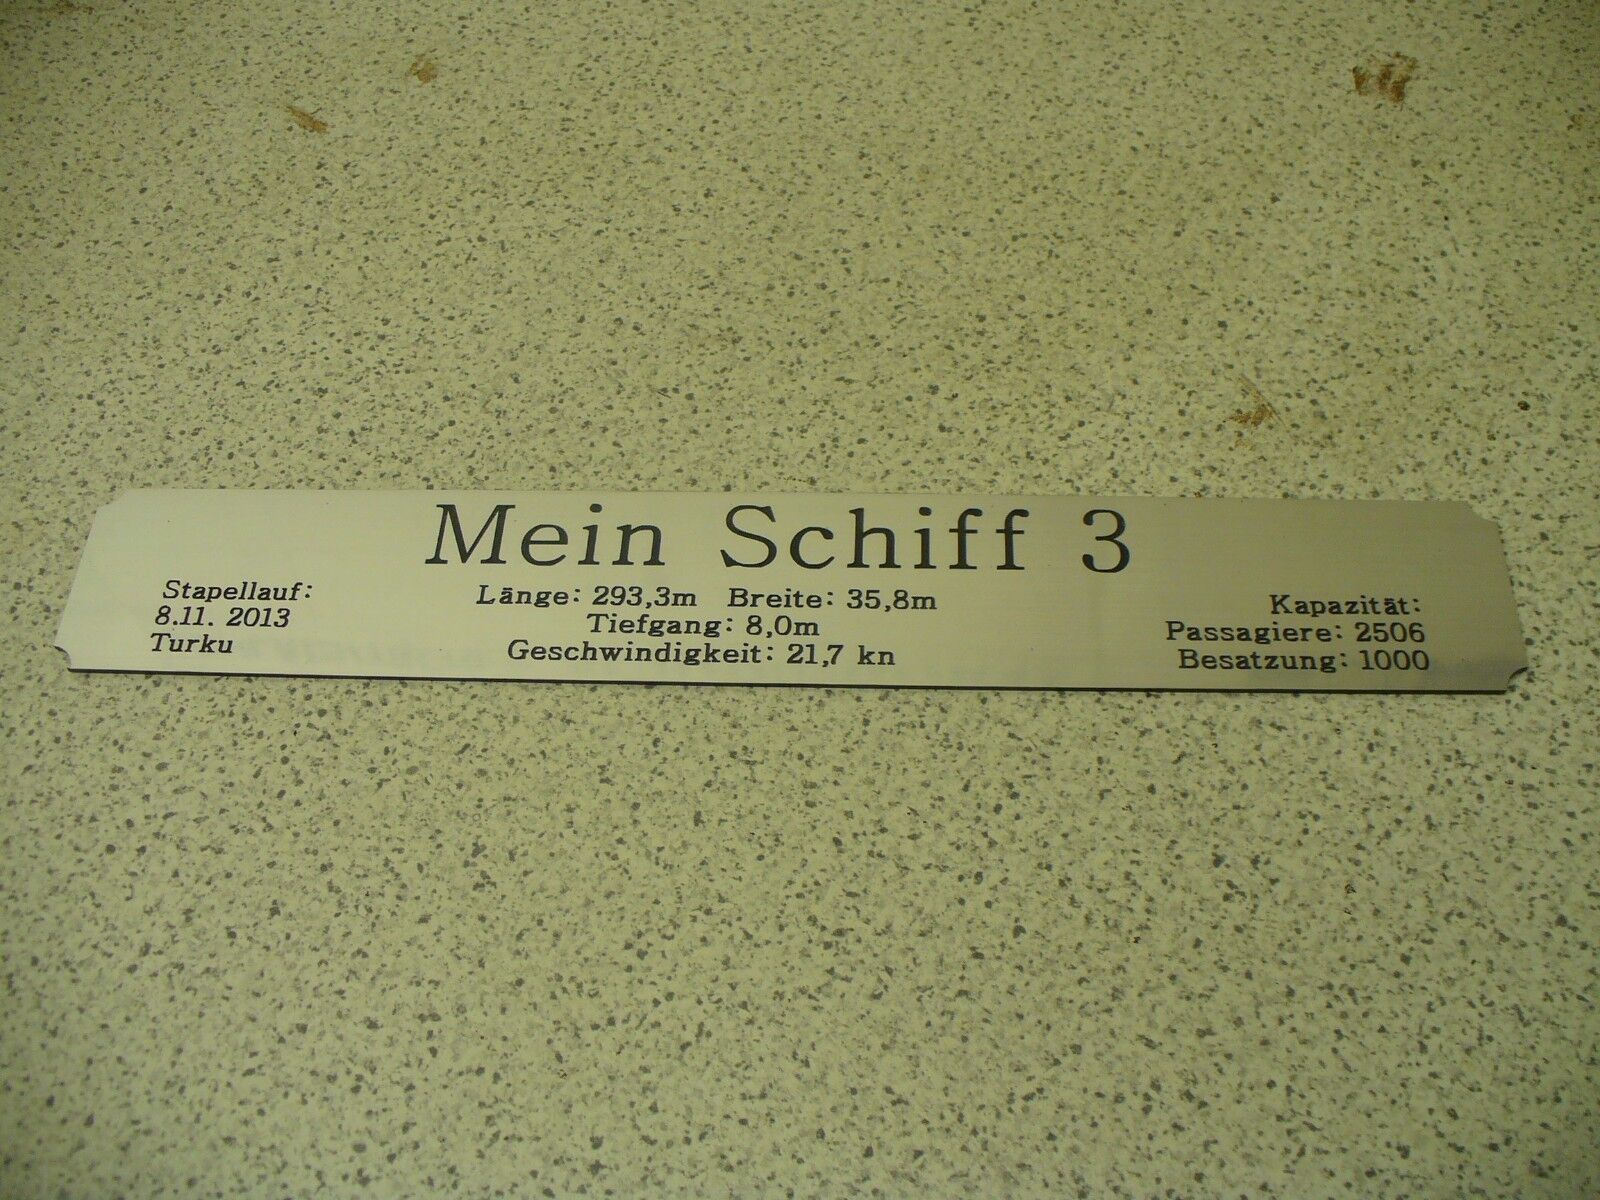 Mein Schiff 3
Stapellauf:
8.11. 2013
Turku
Länge: 293,3m Breite: 35,8m
Tiefgang: 8,0m
Geschwindigkeit: 21,7 kn
Kapazität:
Passagiere: 2506
Besatzung: 1000